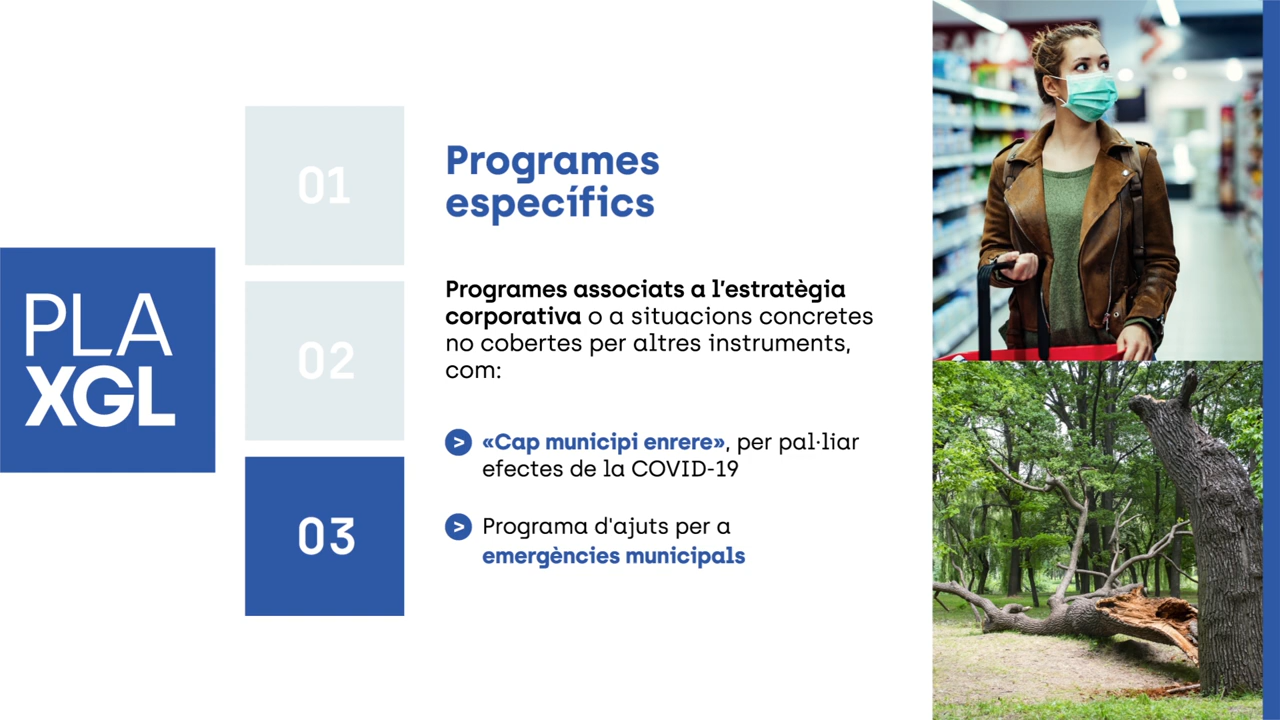 PLA
XGL
01
02
03
Programes
específics
Programes associats a l'estratègia
corporativa o a situacions concretes
no cobertes per altres instruments,
com:
> «Cap municipi enrere», per pal·liar
efectes de la COVID-19
> Programa d'ajuts per a
emergències municipals